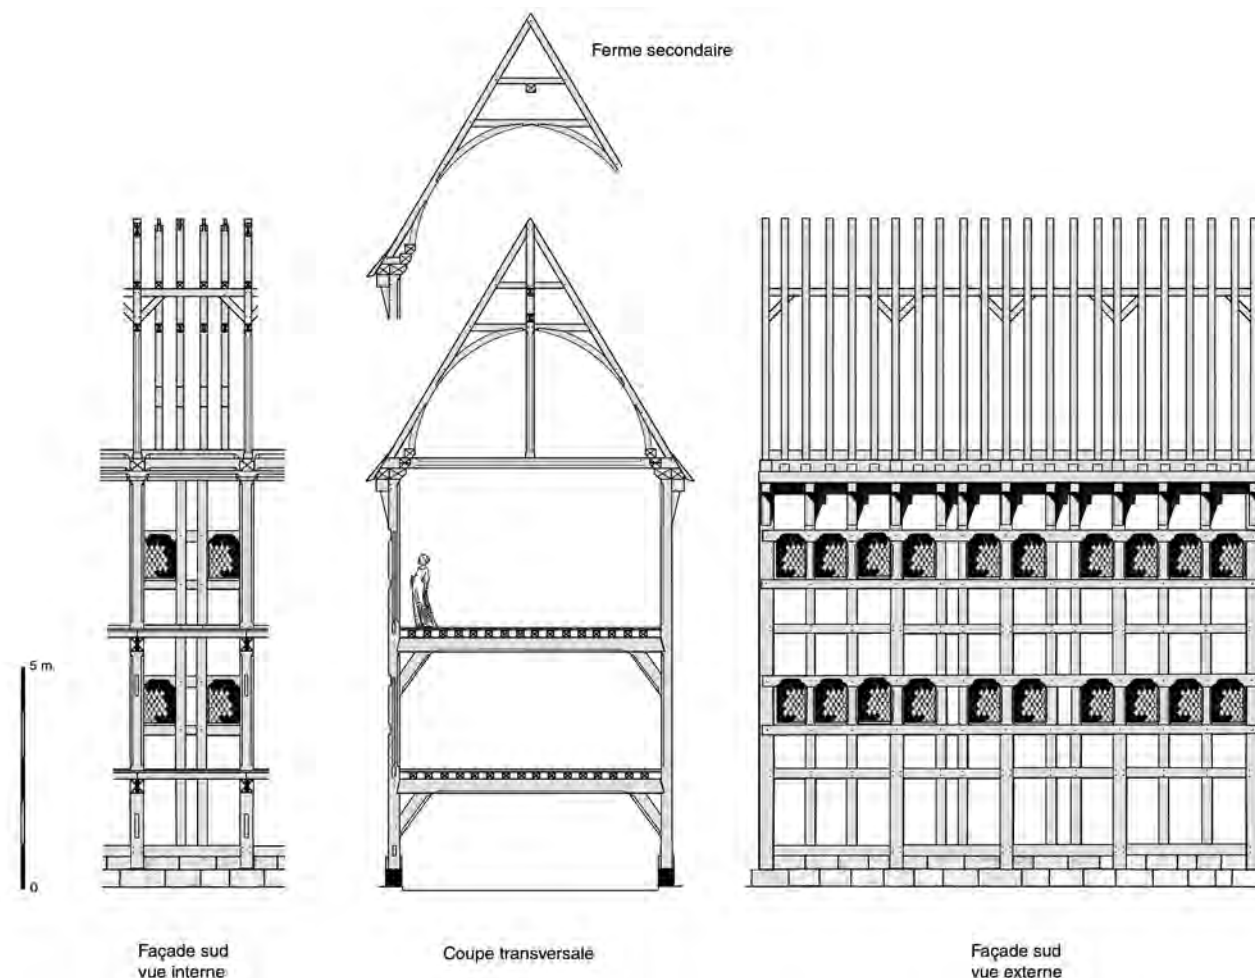 Ferme secondaire
5 m.
0
Façade sud
vue interne
Coupe transversale
Façade sud
vue externe